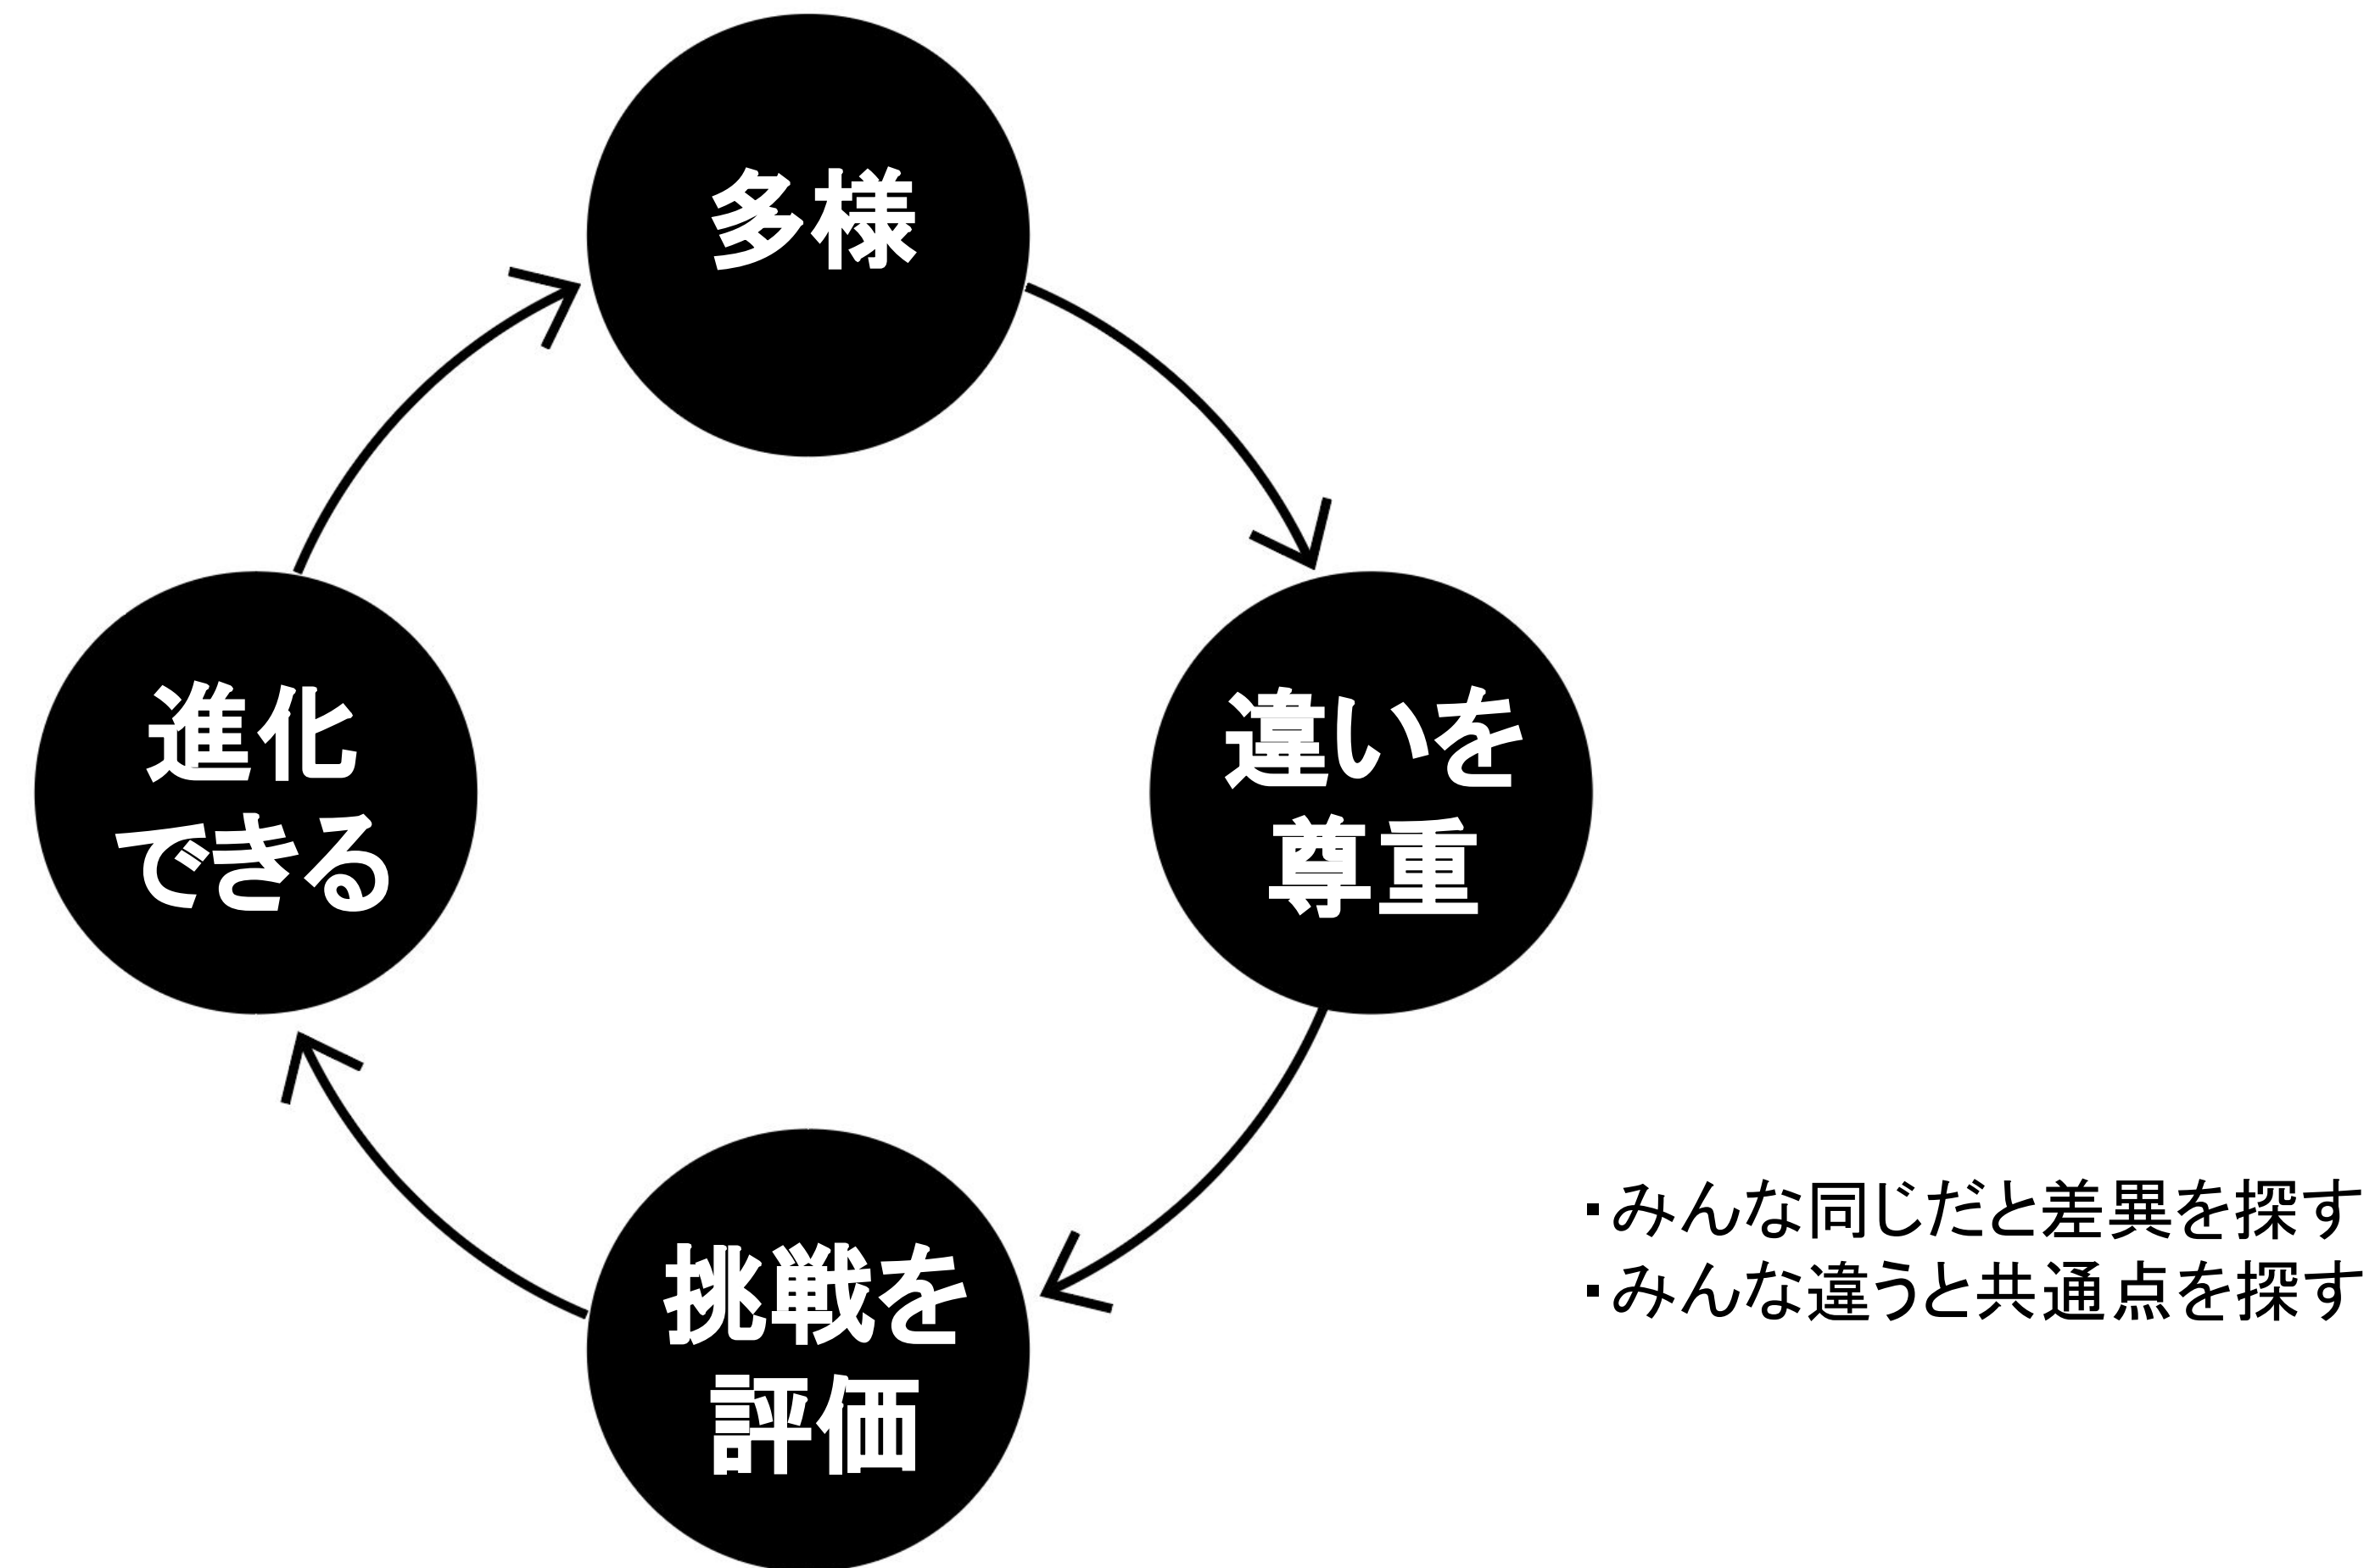 多様
違いを
尊重
挑戦を
評価
進化
できる
・みんな同じだと差異を探す
・みんな違うと共通点を探す